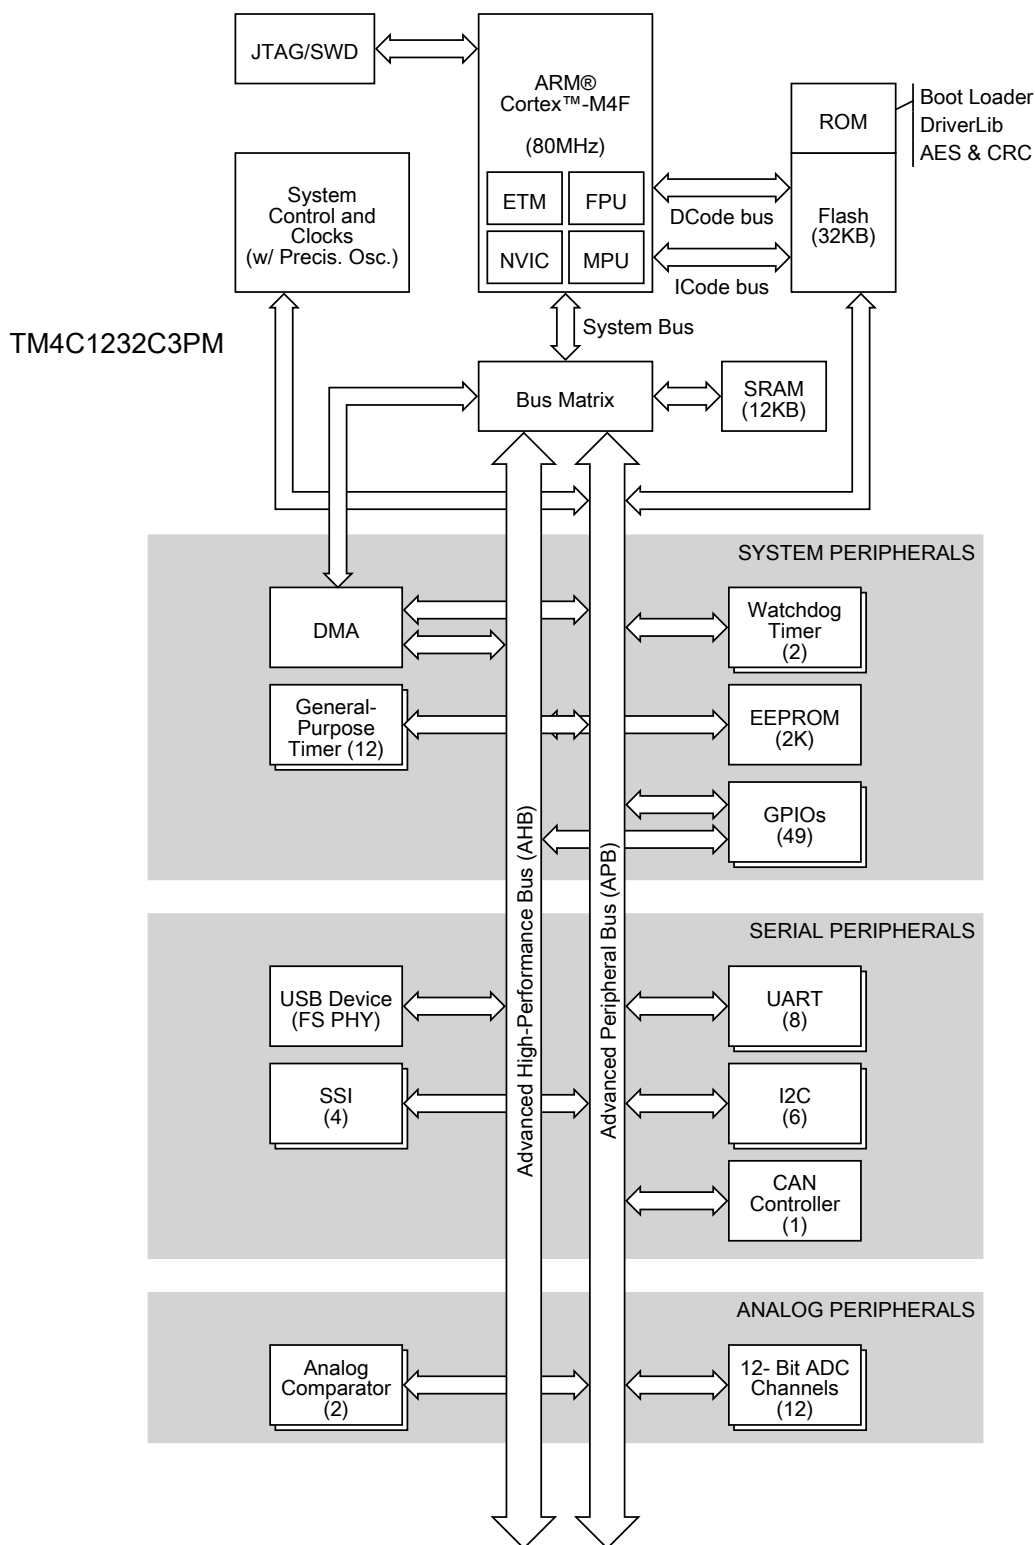 JTAG/SWD
ARM®
Cortex™-M4F
(80MHz)
ETM
FPU
NVIC
MPU
ROM
Flash
(32KB)
Boot Loader
DriverLib
AES & CRC
DCode bus
ICode bus
System
Control and
Clocks
(w/ Precis. Osc.)
System Bus
TM4C1232C3PM
Bus Matrix
SRAM
(12KB)
SYSTEM PERIPHERALS
DMA
Watchdog
Timer
(2)
General-
Purpose
Timer (12)
EEPROM
(2K)
GPIOs
(49)
Advanced High-Performance Bus (AHB)
Advanced Peripheral Bus (APB)
SERIAL PERIPHERALS
USB Device
(FS PHY)
UART
(8)
SSI
(4)
I2C
(6)
CAN
Controller
(1)
ANALOG PERIPHERALS
Analog
Comparator
(2)
12- Bit ADC
Channels
(12)